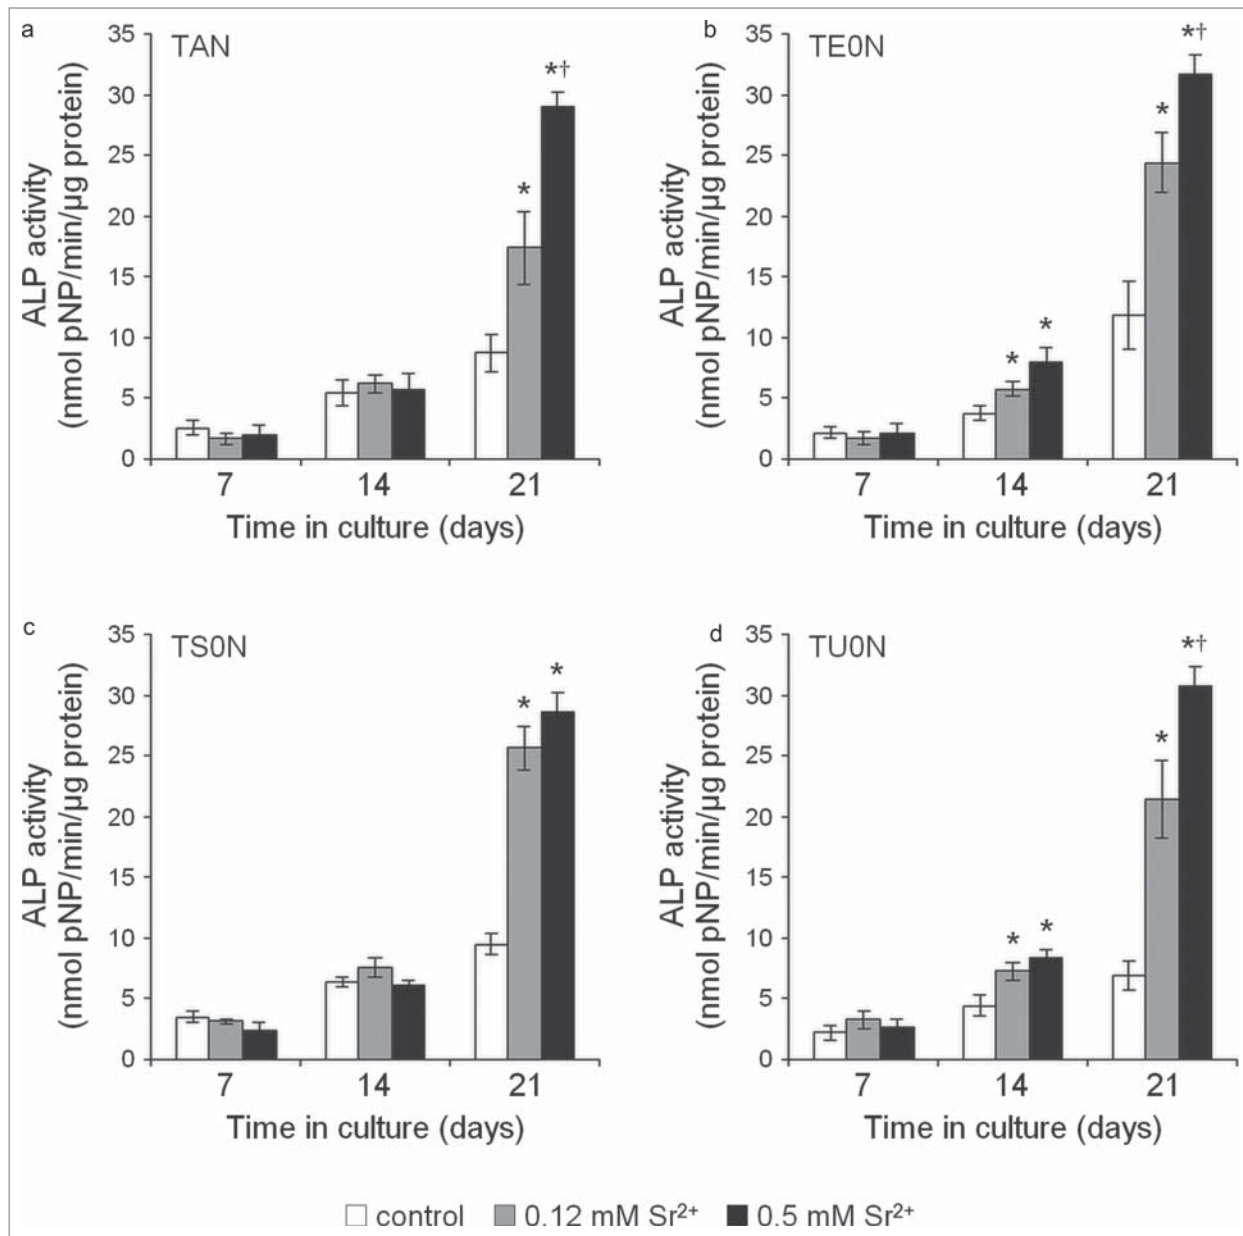 a
TAN
35
30
25
20
15
10
5
0
ALP activity
(nmol pNP/min/µg protein)
*
*†
7
14
21
Time in culture (days)
b
TE0N
35
30
25
20
15
10
5
0
ALP activity
(nmol pNP/min/µg protein)
*
*
*
*†
7
14
21
Time in culture (days)
c
TS0N
35
30
25
20
15
10
5
0
ALP activity
(nmol pNP/min/µg protein)
*
*
7
14
21
Time in culture (days)
d
TU0N
35
30
25
20
15
10
5
0
ALP activity
(nmol pNP/min/µg protein)
*
*
*
*†
7
14
21
Time in culture (days)
control
0.12 mM Sr²⁺
0.5 mM Sr²⁺